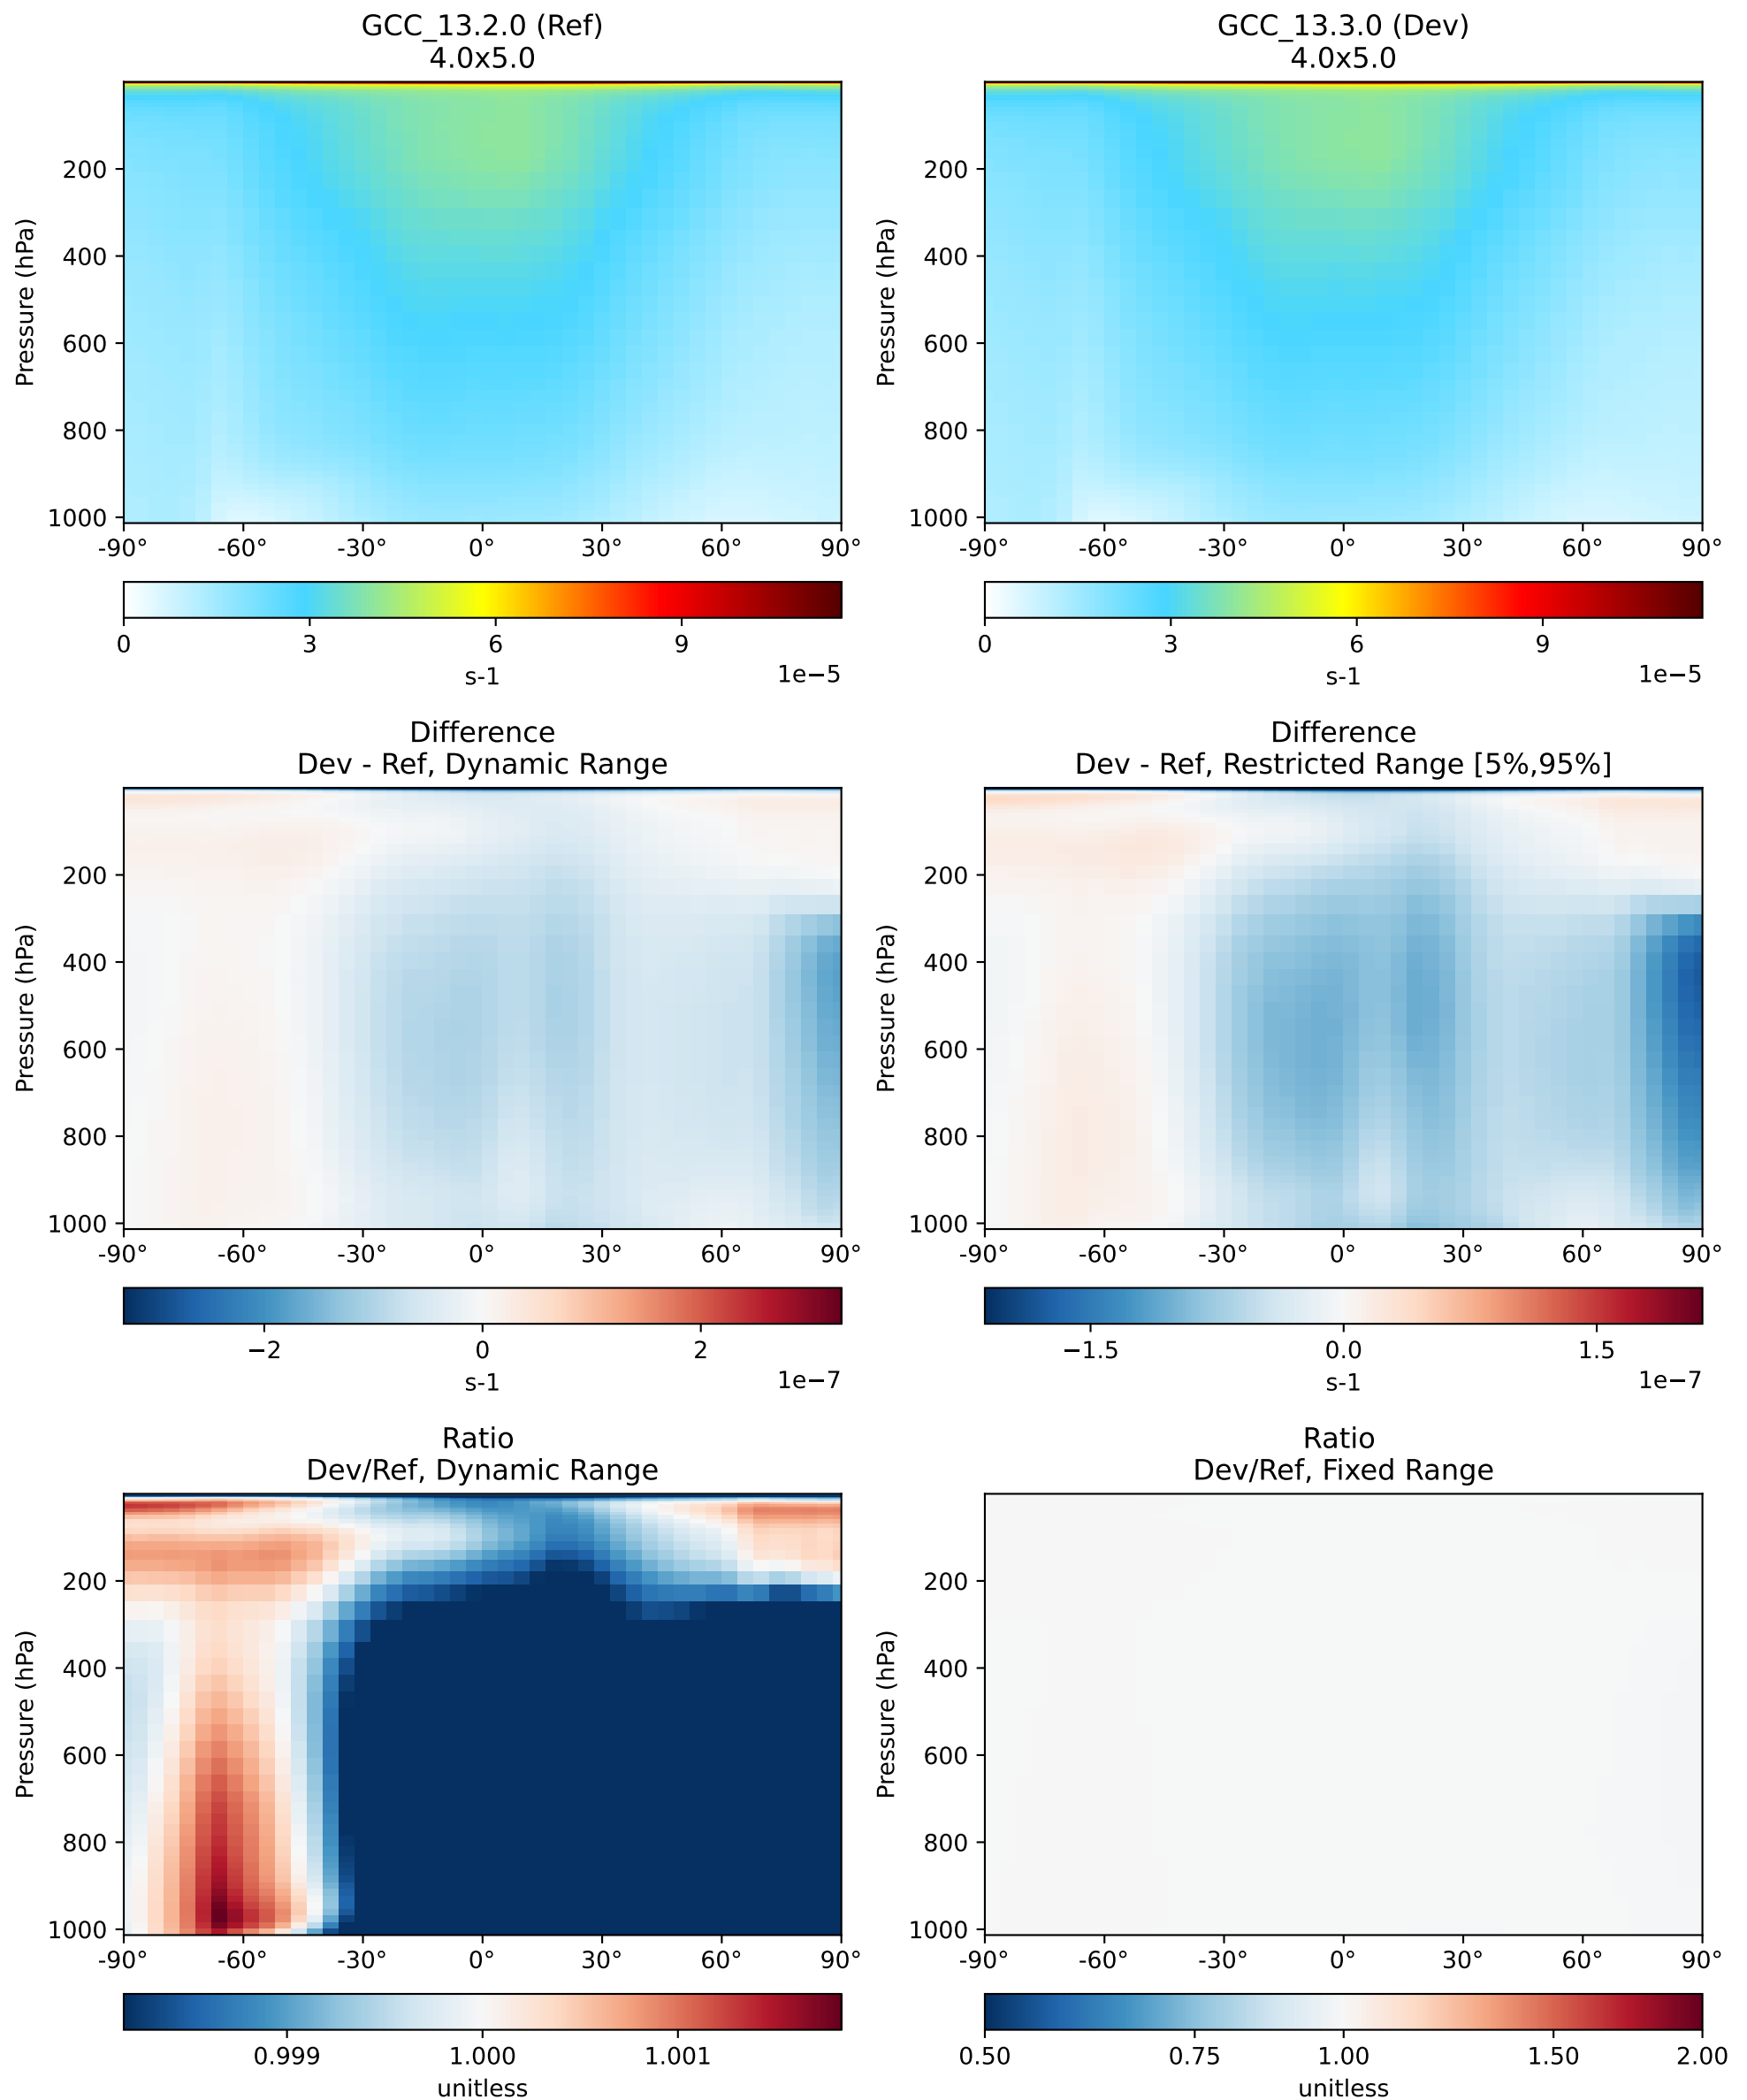 GCC_13.2.0 (Ref)
4.0x5.0
Pressure (hPa)
200
400
600
800
1000
-90° -60° -30° 0° 30° 60° 90°
0 3 6 9
s-1 1e−5
GCC_13.3.0 (Dev)
4.0x5.0
Pressure (hPa)
200
400
600
800
1000
-90° -60° -30° 0° 30° 60° 90°
0 3 6 9
s-1 1e−5
Difference
Dev - Ref, Dynamic Range
Pressure (hPa)
200
400
600
800
1000
-90° -60° -30° 0° 30° 60° 90°
−2 0 2
s-1 1e−7
Difference
Dev - Ref, Restricted Range [5%,95%]
Pressure (hPa)
200
400
600
800
1000
-90° -60° -30° 0° 30° 60° 90°
−1.5 0.0 1.5
s-1 1e−7
Ratio
Dev/Ref, Dynamic Range
Pressure (hPa)
200
400
600
800
1000
-90° -60° -30° 0° 30° 60° 90°
0.999 1.000 1.001
unitless
Ratio
Dev/Ref, Fixed Range
Pressure (hPa)
200
400
600
800
1000
-90° -60° -30° 0° 30° 60° 90°
0.50 0.75 1.00 1.50 2.00
unitless